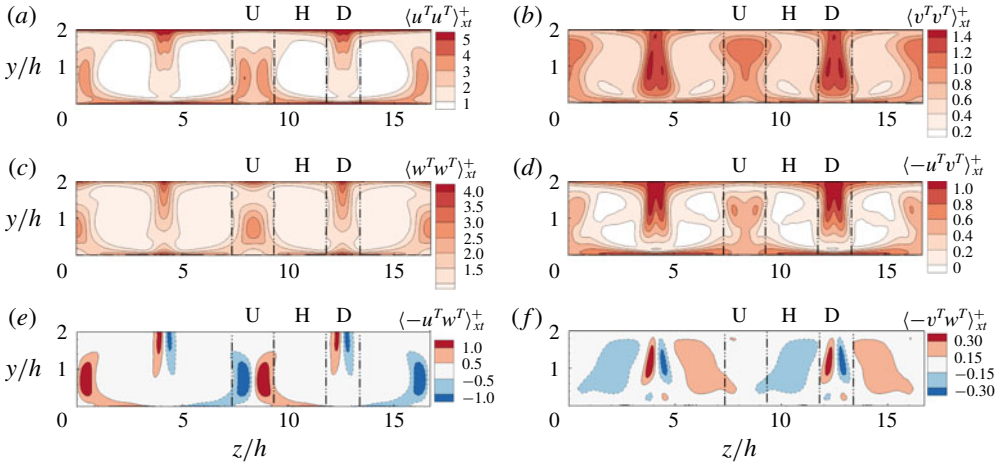 (a) U H D ⟨u^T u^T⟩^+_{xt}
2
y/h 1
0 5 10 15
5
4
3
2
1
(b) U H D ⟨v^T v^T⟩^+_{xt}
2
y/h 1
0 5 10 15
1.4
1.2
1.0
0.8
0.6
0.4
0.2
(c) U H D ⟨w^T w^T⟩^+_{xt}
2
y/h 1
0 5 10 15
4.0
3.5
3.0
2.5
2.0
1.5
(d) U H D ⟨−u^T v^T⟩^+_{xt}
2
y/h 1
0 5 10 15
1.0
0.8
0.6
0.4
0.2
0
(e) U H D ⟨−u^T w^T⟩^+_{xt}
2
y/h 1
0 5 10 15
z/h
1.0
0.5
−0.5
−1.0
(f) U H D ⟨−v^T w^T⟩^+_{xt}
2
y/h 1
0 5 10 15
z/h
0.30
0.15
−0.15
−0.30